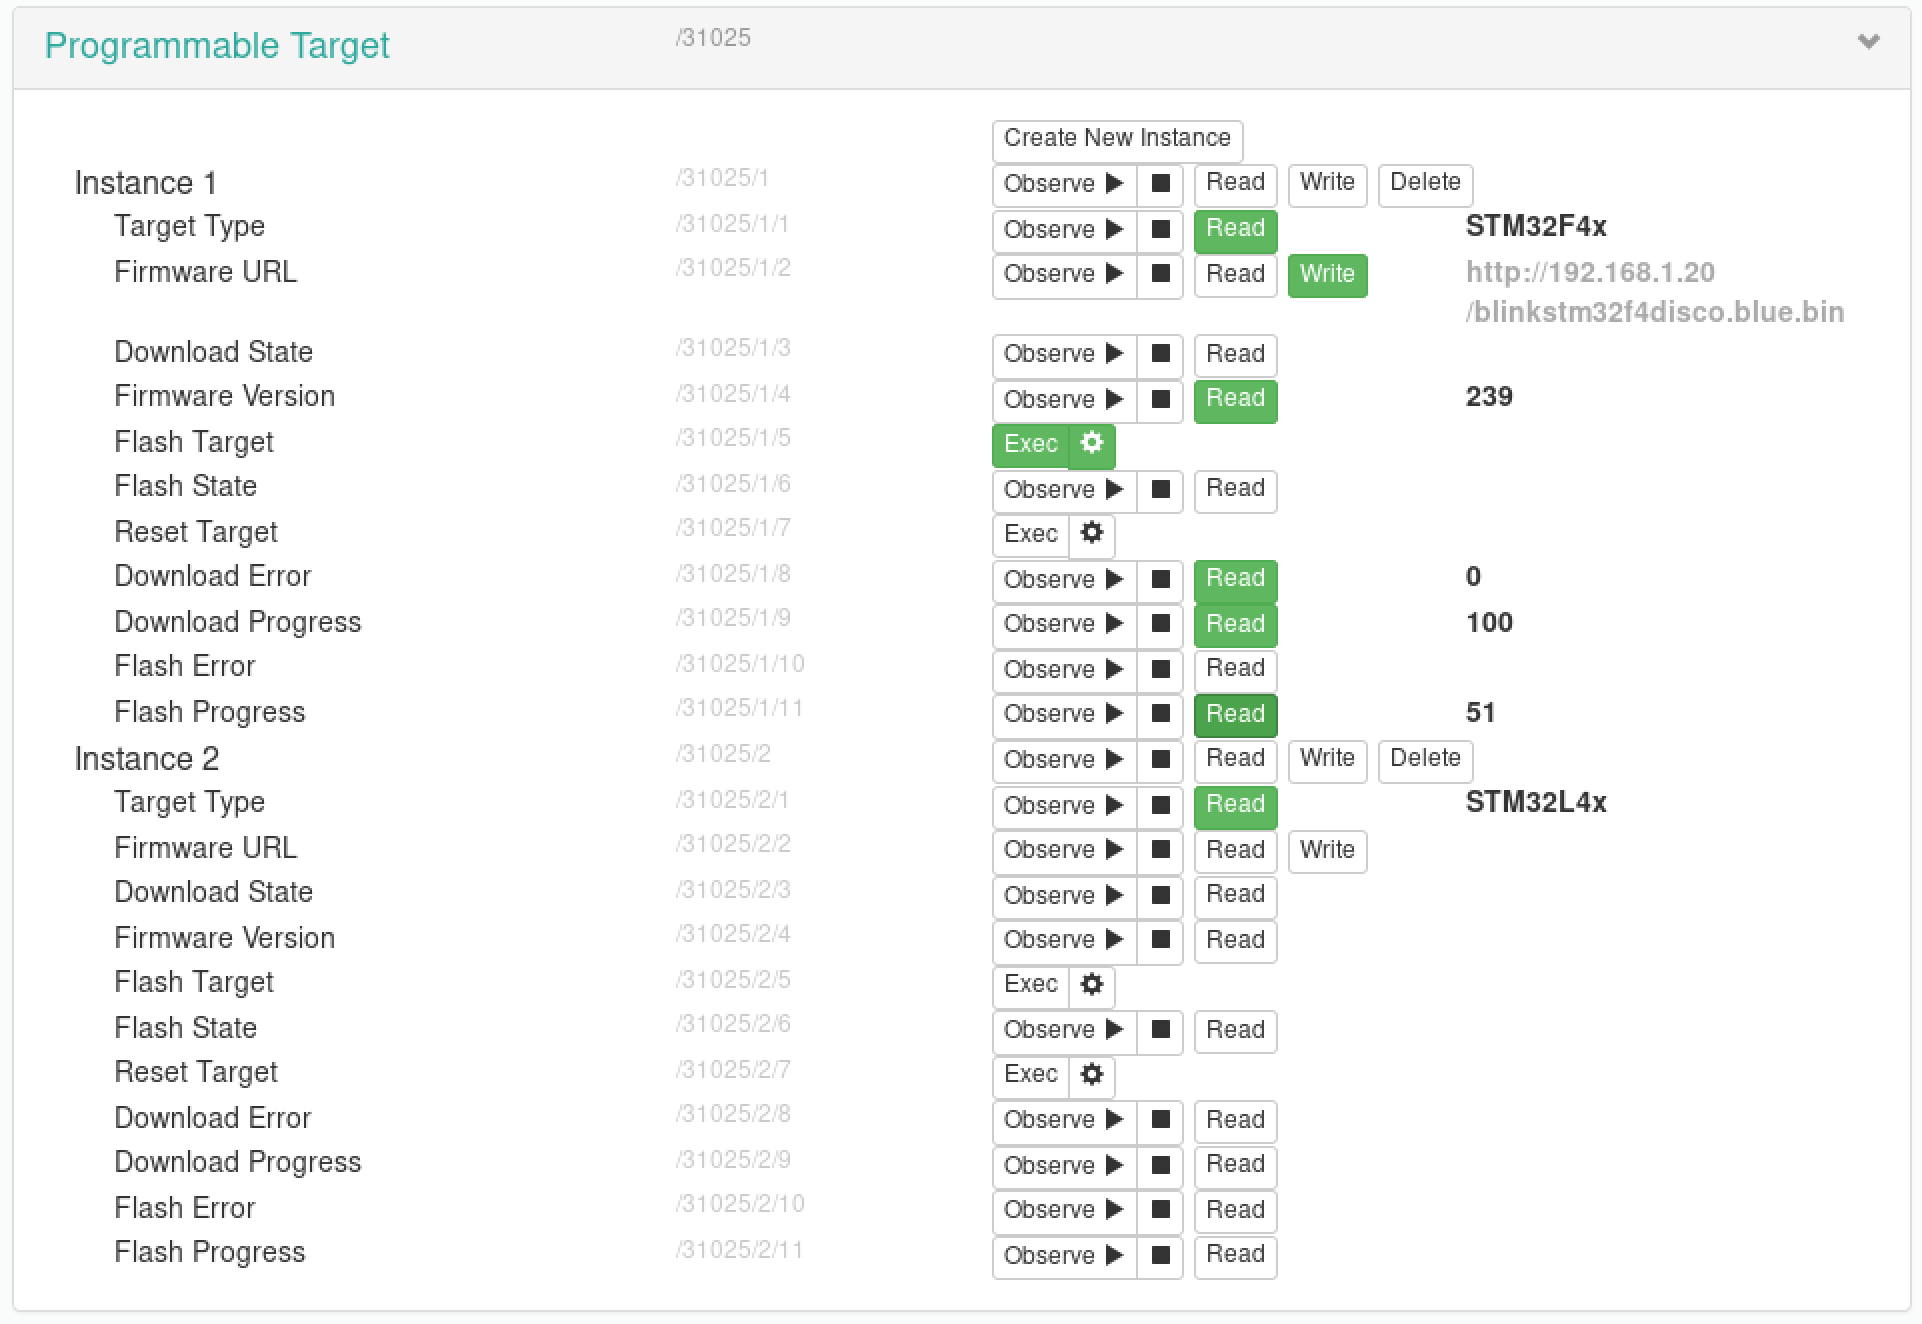 Programmable Target /31025
Create New Instance
Instance 1 /31025/1 Observe Read Write Delete
Target Type /31025/1/1 Observe Read STM32F4x
Firmware URL /31025/1/2 Observe Read Write http://192.168.1.20
/blinkstm32f4disco.blue.bin
Download State /31025/1/3 Observe Read
Firmware Version /31025/1/4 Observe Read 239
Flash Target /31025/1/5 Exec
Flash State /31025/1/6 Observe Read
Reset Target /31025/1/7 Exec
Download Error /31025/1/8 Observe Read 0
Download Progress /31025/1/9 Observe Read 100
Flash Error /31025/1/10 Observe Read
Flash Progress /31025/1/11 Observe Read 51
Instance 2 /31025/2 Observe Read Write Delete
Target Type /31025/2/1 Observe Read STM32L4x
Firmware URL /31025/2/2 Observe Read Write
Download State /31025/2/3 Observe Read
Firmware Version /31025/2/4 Observe Read
Flash Target /31025/2/5 Exec
Flash State /31025/2/6 Observe Read
Reset Target /31025/2/7 Exec
Download Error /31025/2/8 Observe Read
Download Progress /31025/2/9 Observe Read
Flash Error /31025/2/10 Observe Read
Flash Progress /31025/2/11 Observe Read